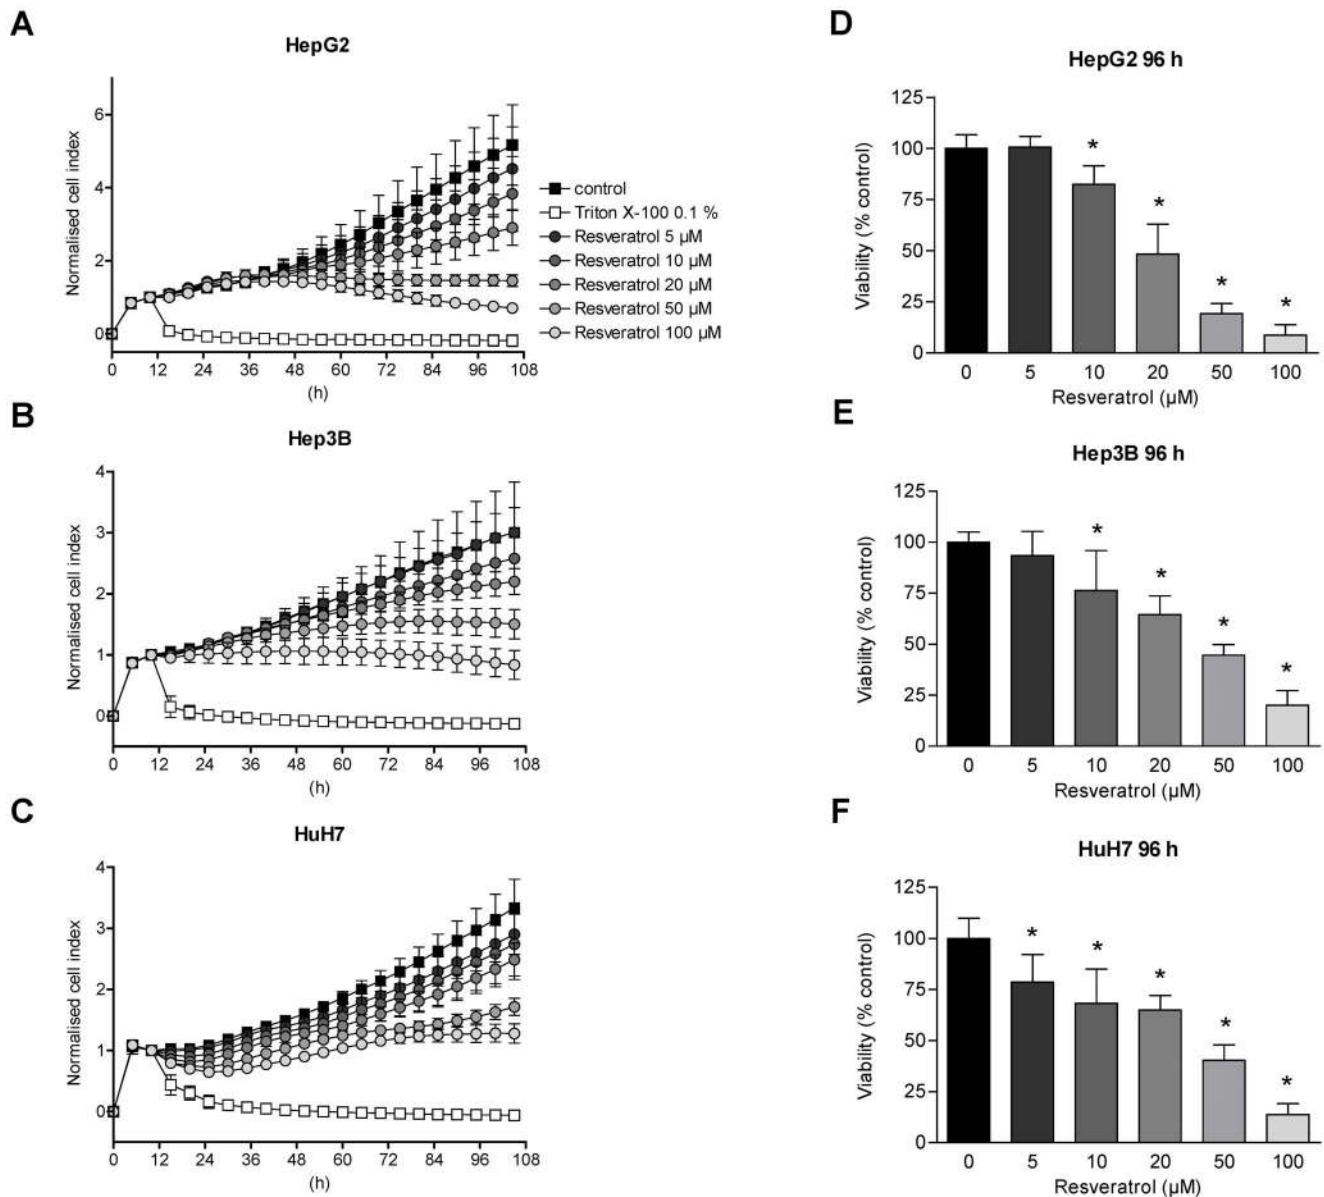 A
HepG2
Normalised cell index
6
4
2
0
0 12 24 36 48 60 72 84 96 108
(h)
control
Triton X-100 0.1 %
Resveratrol 5 µM
Resveratrol 10 µM
Resveratrol 20 µM
Resveratrol 50 µM
Resveratrol 100 µM
D
HepG2 96 h
Viability (% control)
125
100
75
50
25
0
* * * *
0 5 10 20 50 100
Resveratrol (µM)
B
Hep3B
Normalised cell index
4
3
2
1
0
0 12 24 36 48 60 72 84 96 108
(h)
E
Hep3B 96 h
Viability (% control)
125
100
75
50
25
0
* * * *
0 5 10 20 50 100
Resveratrol (µM)
C
HuH7
Normalised cell index
4
3
2
1
0
0 12 24 36 48 60 72 84 96 108
(h)
F
HuH7 96 h
Viability (% control)
125
100
75
50
25
0
* * * * *
0 5 10 20 50 100
Resveratrol (µM)